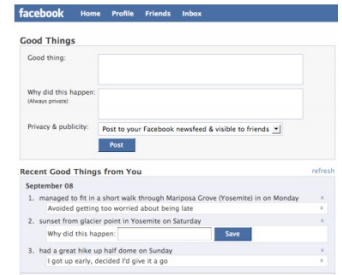 facebook Home Profile Friends Inbox
Good Things
Good thing:
Why did this happen:
(Always private)
Privacy & publicity: Post to your Facebook newsfeed & visible to friends
Post
Recent Good Things from You refresh
September 08
1. managed to fit in a short walk through Mariposa Grove (Yosemite) in on Monday x
Avoided getting too worried about being late x
2. sunset from glacier point in Yosemite on Saturday x
Why did this happen: Save
3. had a great hike up half dome on Sunday x
I got up early, decided I'd give it a go x